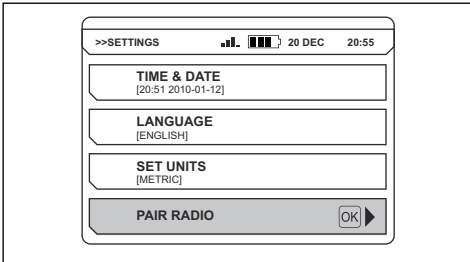 >>SETTINGS 20 DEC 20:55
TIME & DATE
[20:51 2010-01-12]
LANGUAGE
[ENGLISH]
SET UNITS
[METRIC]
PAIR RADIO OK